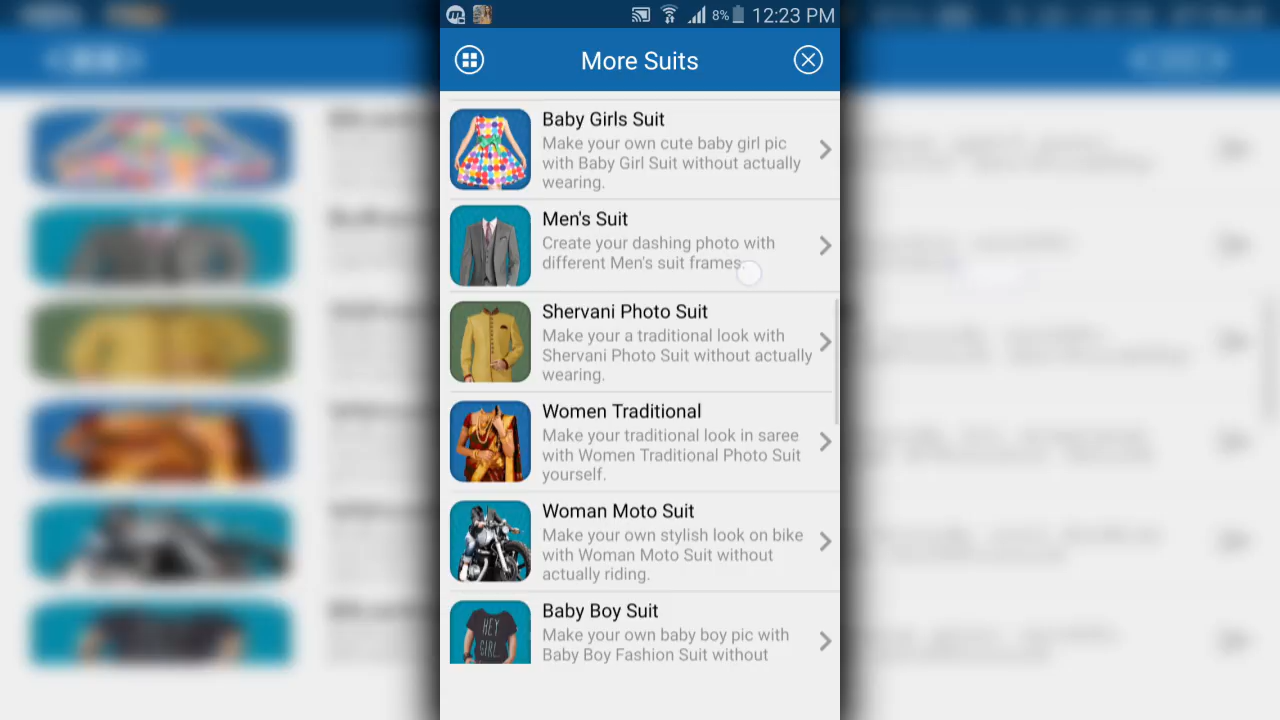 8% 12:23 PM
More Suits
Baby Girls Suit
Make your own cute baby girl pic
with Baby Girl Suit without actually
wearing.
Men's Suit
Create your dashing photo with
different Men's suit frames.
Shervani Photo Suit
Make your a traditional look with
Shervani Photo Suit without actually
wearing.
Women Traditional
Make your traditional look in saree
with Women Traditional Photo Suit
yourself.
Woman Moto Suit
Make your own stylish look on bike
with Woman Moto Suit without
actually riding.
HEY
GIRL
Baby Boy Suit
Make your own baby boy pic with
Baby Boy Fashion Suit without